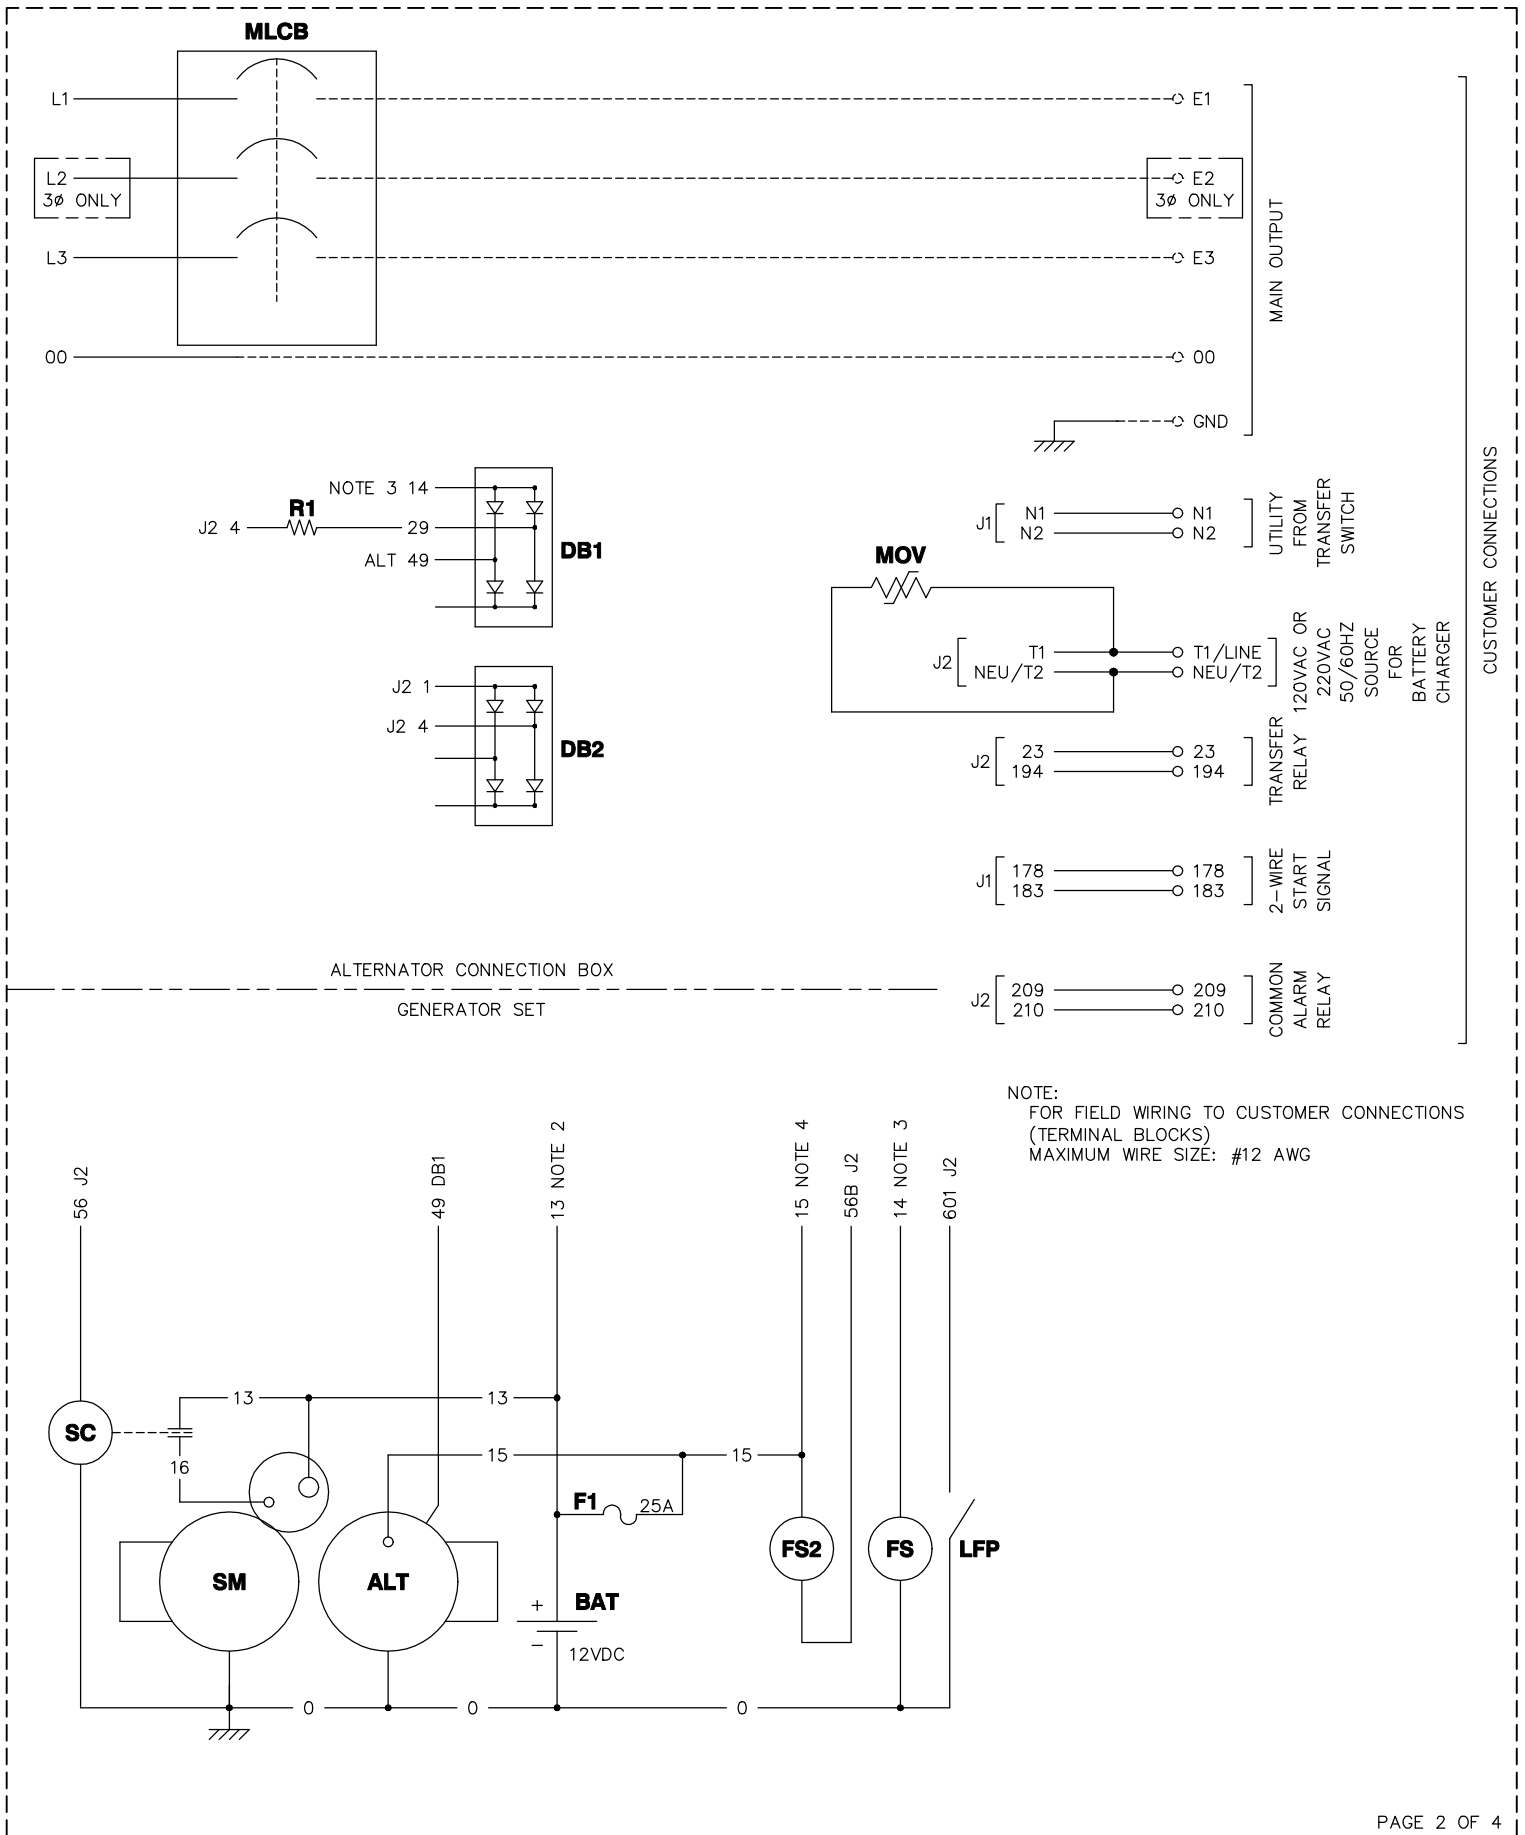 MLCB
L1
E1
L2
3ø ONLY
E2
3ø ONLY
L3
E3
00
00
GND
MAIN OUTPUT
CUSTOMER CONNECTIONS
NOTE 3 14
R1
J2 4
29
ALT 49
DB1
J2 1
J2 4
DB2
J1
N1
N2
N1
N2
UTILITY
FROM
TRANSFER
SWITCH
MOV
J2
T1
NEU/T2
T1/LINE
NEU/T2
120VAC OR
220VAC
50/60HZ
SOURCE
FOR
BATTERY
CHARGER
J2
23
194
23
194
TRANSFER
RELAY
J1
178
183
178
183
2-WIRE
START
SIGNAL
ALTERNATOR CONNECTION BOX
GENERATOR SET
J2
209
210
209
210
COMMON
ALARM
RELAY
NOTE:
FOR FIELD WIRING TO CUSTOMER CONNECTIONS
(TERMINAL BLOCKS)
MAXIMUM WIRE SIZE: #12 AWG
56 J2
49 DB1
13 NOTE 2
15 NOTE 4
56B J2
14 NOTE 3
601 J2
13
13
SC
16
15
15
F1
25A
SM
ALT
FS2
FS
LFP
+
BAT
−
12VDC
0
0
0
PAGE 2 OF 4